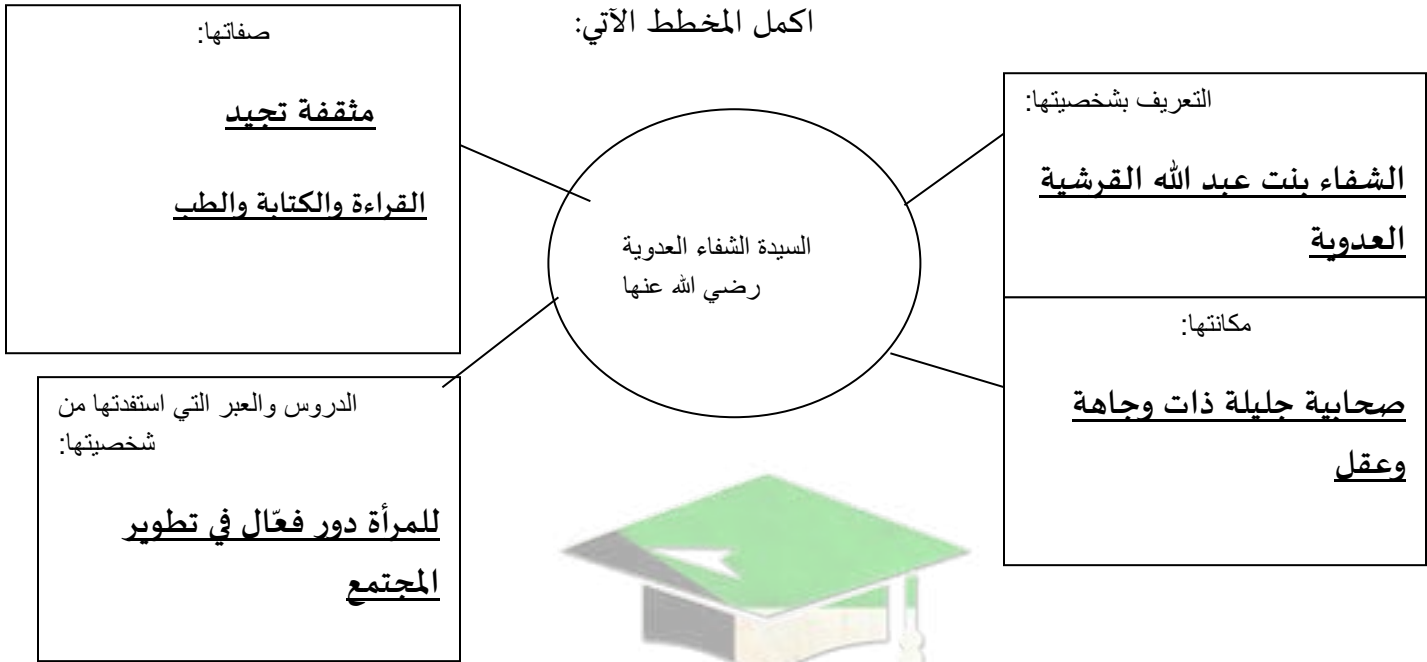 اكمل المخطط الآتي:
التعريف بشخصيتها:
الشفاء بنت عبد الله القرشية
العدوية
صفاتها:
مثقفة تجيد
القراءة والكتابة والطب
السيدة الشفاء العدوية
رضي الله عنها
مكانتها:
صحابية جليلة ذات وجاهة
وعقل
الدروس والعبر التي استفدتها من
شخصيتها:
للمرأة دور فعّال في تطوير
المجتمع